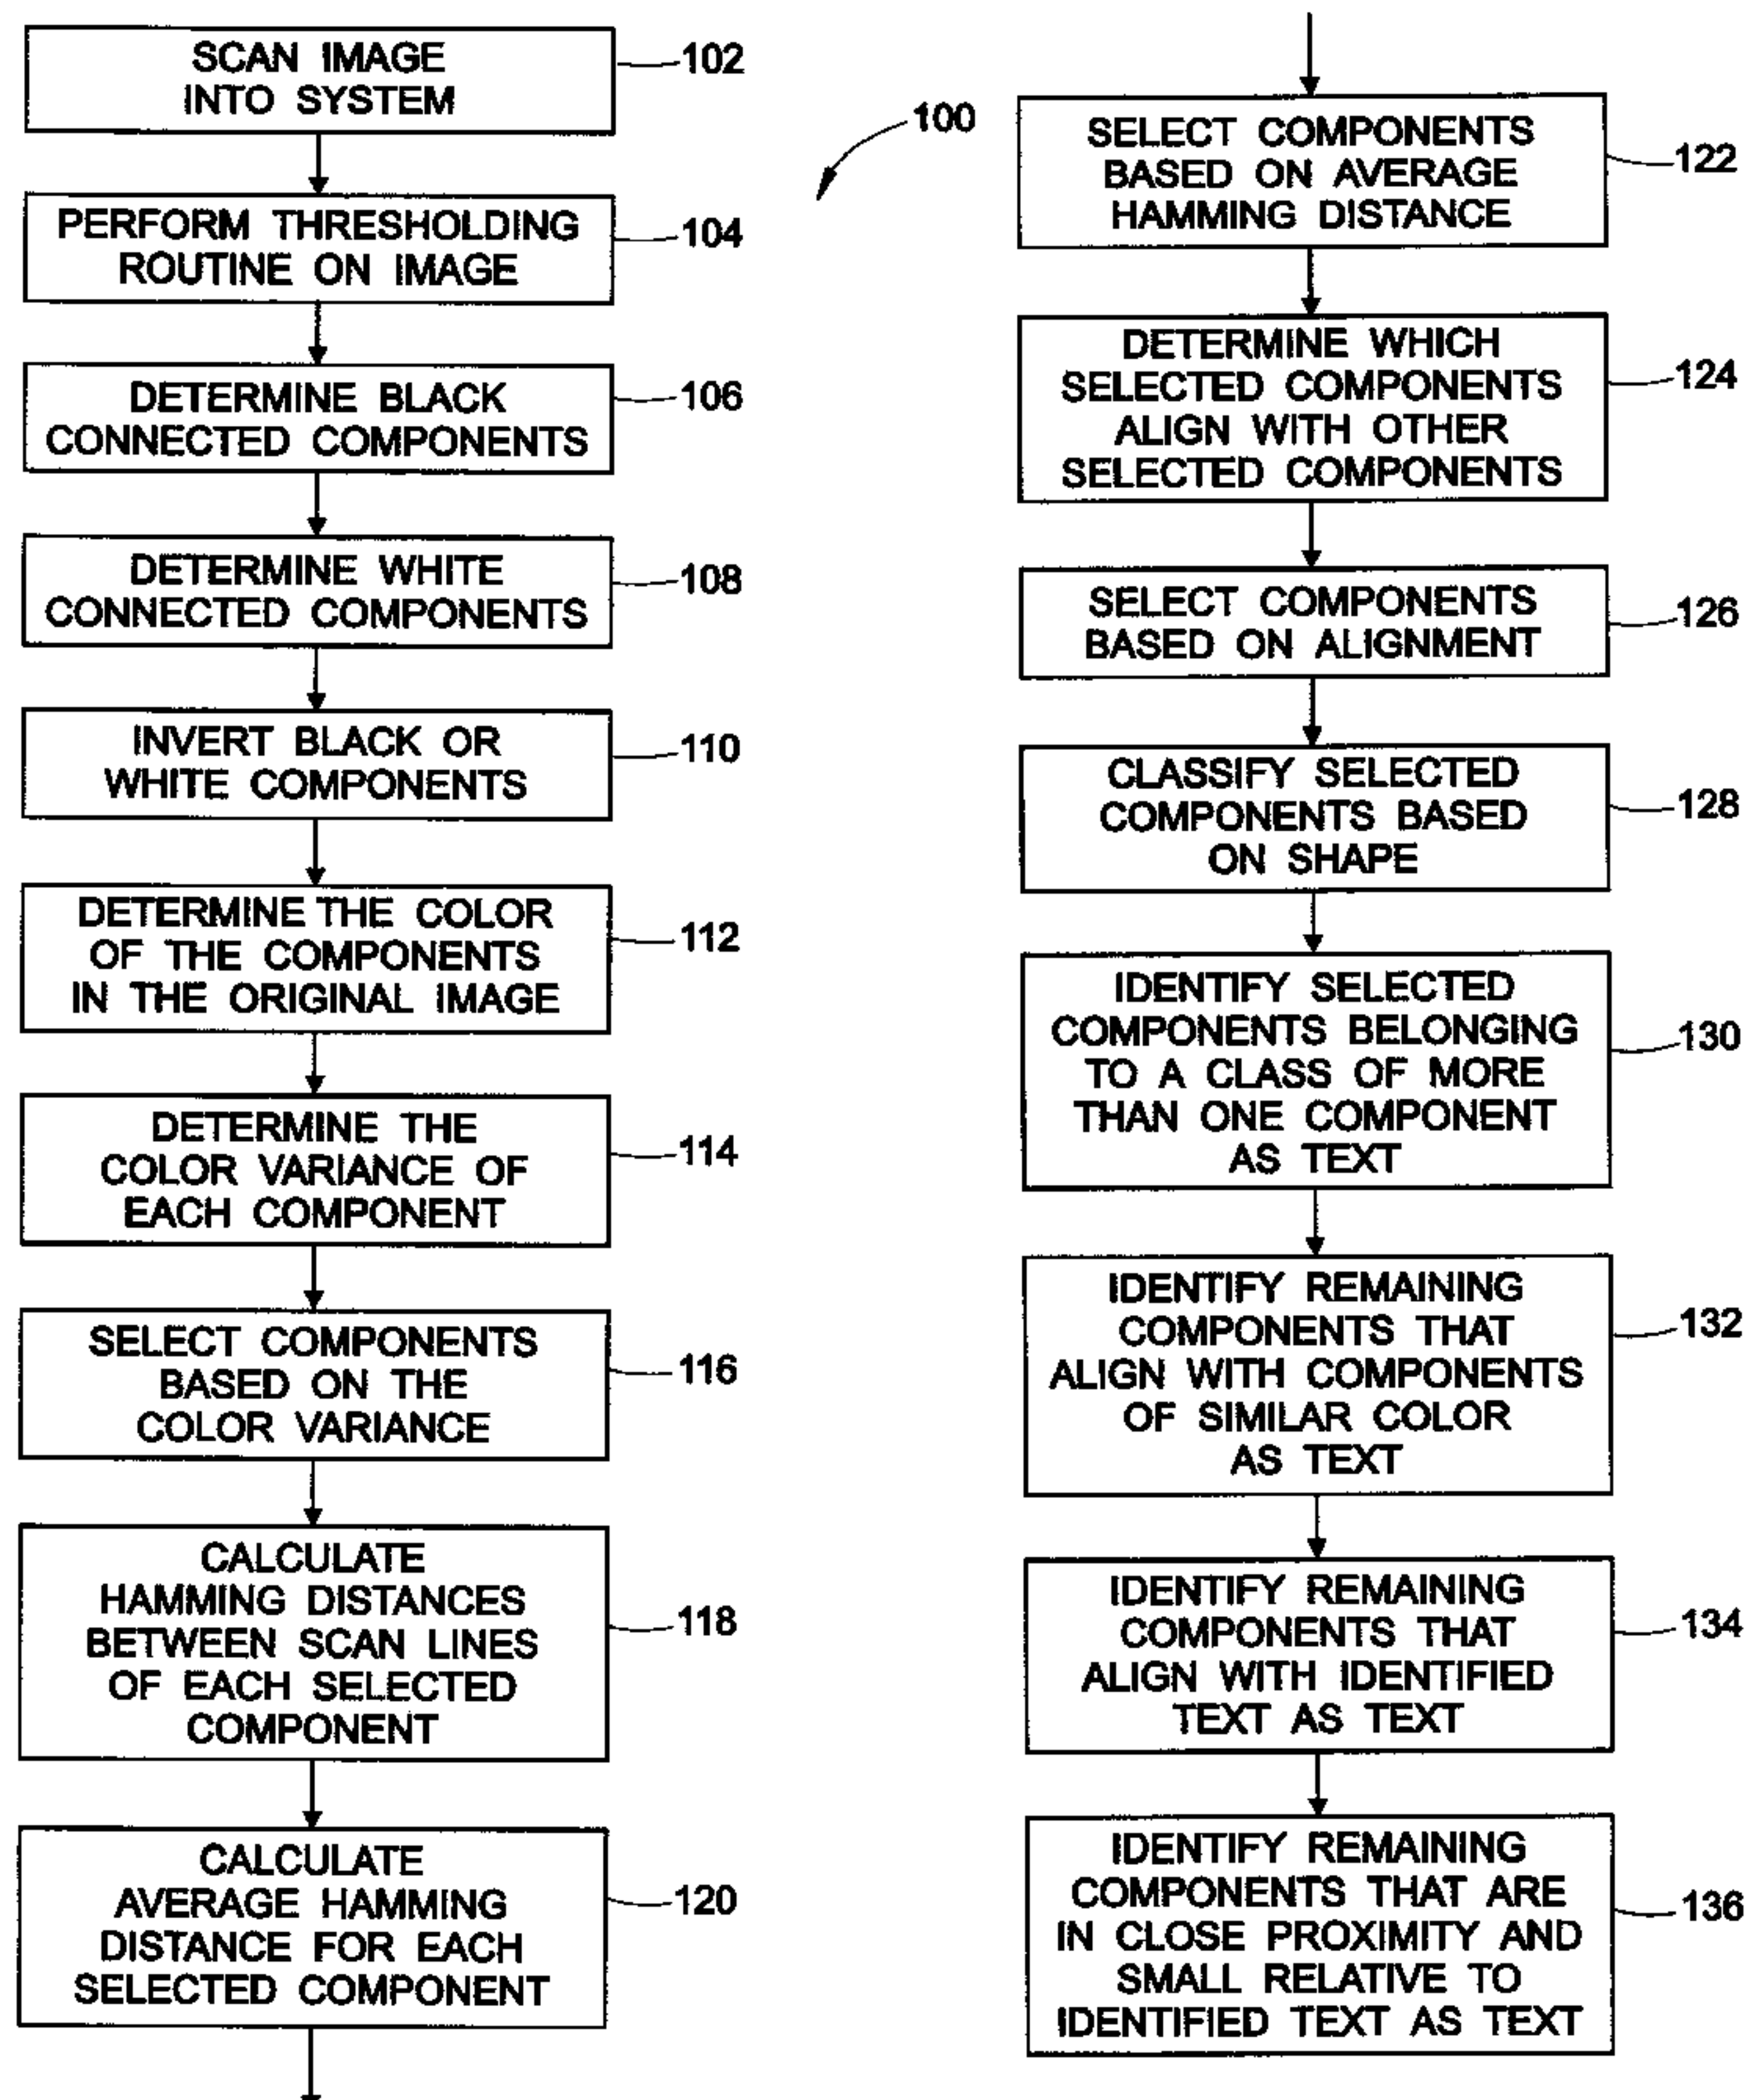 SCAN IMAGE
INTO SYSTEM
102
PERFORM THRESHOLDING
ROUTINE ON IMAGE
104
DETERMINE BLACK
CONNECTED COMPONENTS
106
DETERMINE WHITE
CONNECTED COMPONENTS
108
INVERT BLACK OR
WHITE COMPONENTS
110
DETERMINE THE COLOR
OF THE COMPONENTS
IN THE ORIGINAL IMAGE
112
DETERMINE THE
COLOR VARIANCE OF
EACH COMPONENT
114
SELECT COMPONENTS
BASED ON THE
COLOR VARIANCE
116
CALCULATE
HAMMING DISTANCES
BETWEEN SCAN LINES
OF EACH SELECTED
COMPONENT
118
CALCULATE
AVERAGE HAMMING
DISTANCE FOR EACH
SELECTED COMPONENT
120
100
SELECT COMPONENTS
BASED ON AVERAGE
HAMMING DISTANCE
122
DETERMINE WHICH
SELECTED COMPONENTS
ALIGN WITH OTHER
SELECTED COMPONENTS
124
SELECT COMPONENTS
BASED ON ALIGNMENT
126
CLASSIFY SELECTED
COMPONENTS BASED
ON SHAPE
128
IDENTIFY SELECTED
COMPONENTS BELONGING
TO A CLASS OF MORE
THAN ONE COMPONENT
AS TEXT
130
IDENTIFY REMAINING
COMPONENTS THAT
ALIGN WITH COMPONENTS
OF SIMILAR COLOR
AS TEXT
132
IDENTIFY REMAINING
COMPONENTS THAT
ALIGN WITH IDENTIFIED
TEXT AS TEXT
134
IDENTIFY REMAINING
COMPONENTS THAT ARE
IN CLOSE PROXIMITY AND
SMALL RELATIVE TO
IDENTIFIED TEXT AS TEXT
136